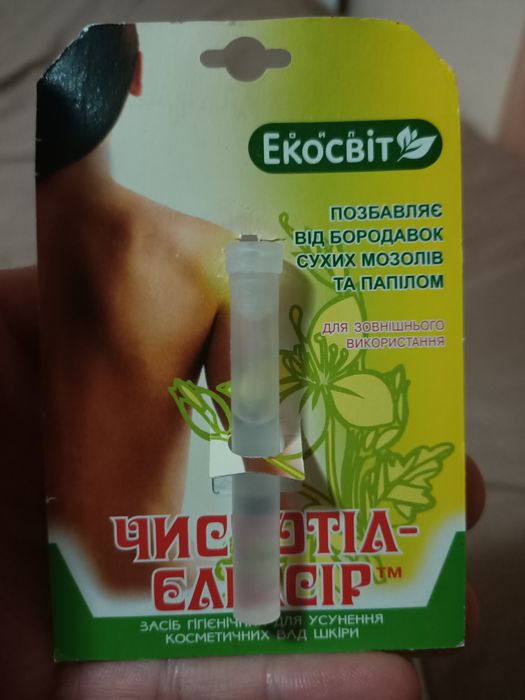 ЕКОСВІТ
ПОЗБАВЛЯЄ
ВІД БОРОДАВОК
СУХИХ МОЗОЛІВ
ТА ПАПІЛОМ
ДЛЯ ЗОВНІШНЬОГО
ВИКОРИСТАННЯ
ЧИСТОТІЛ-
ЄЛІКСІР™
ЗАСІБ ГІГІЄНІЧНИЙ ДЛЯ УСУНЕННЯ
КОСМЕТИЧНИХ ВАД ШКІРИ